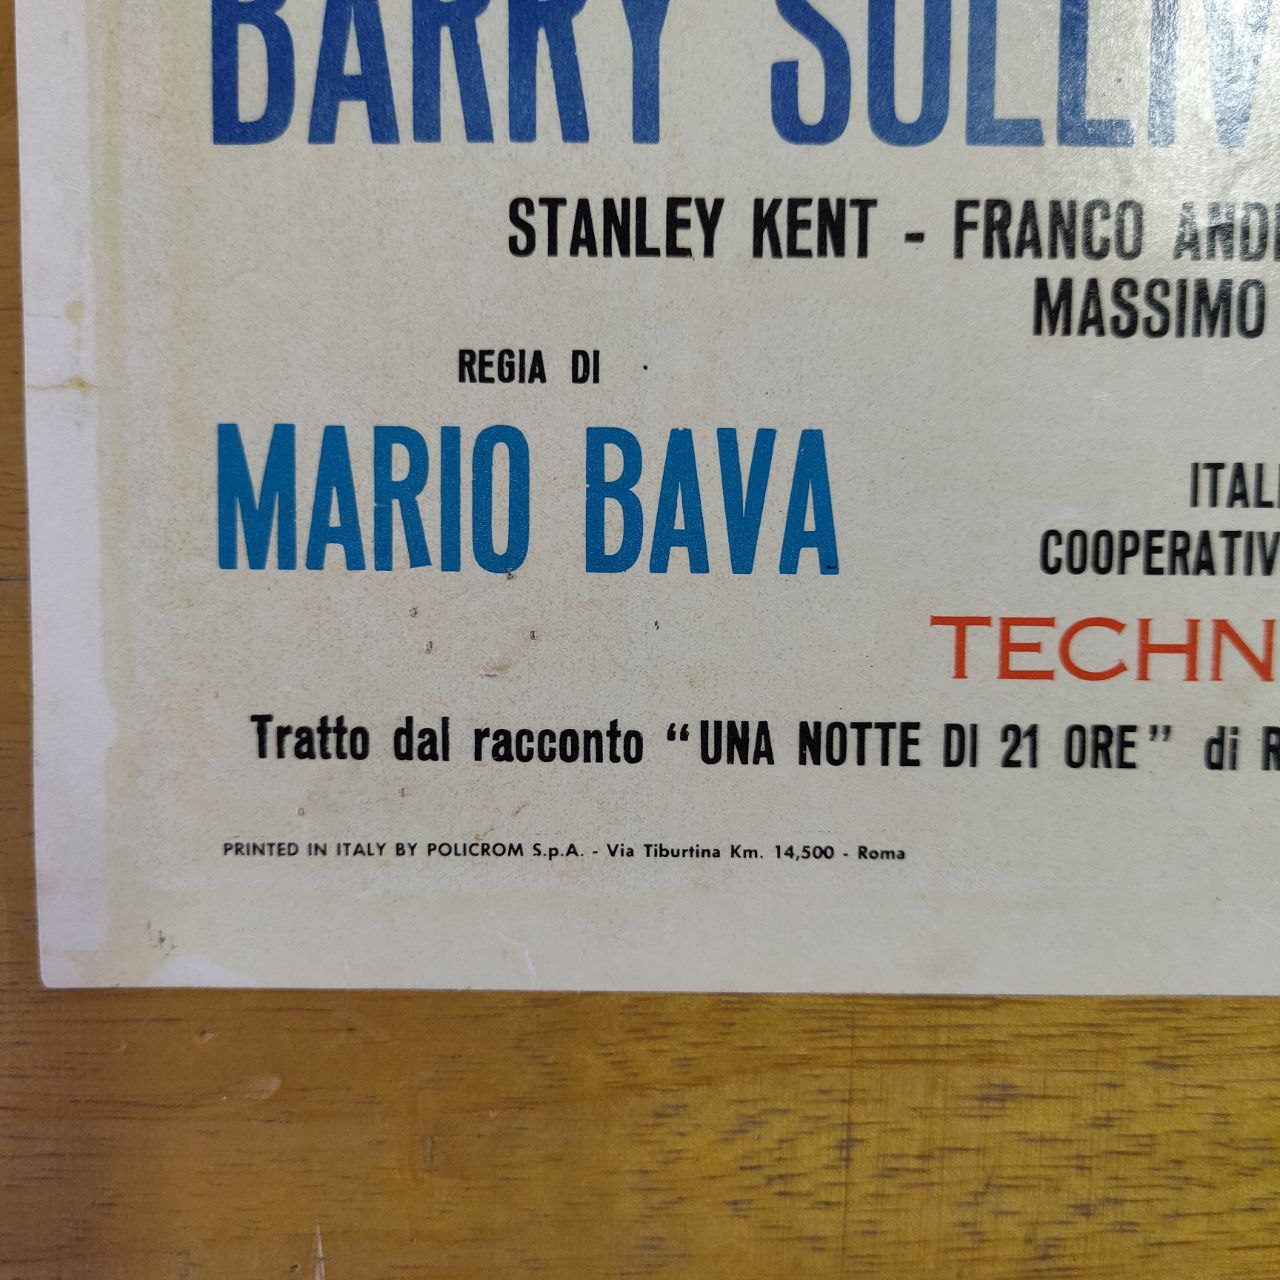 BARRY SULLIV
STANLEY KENT - FRANCO AND
MASSIMO
REGIA DI
MARIO BAVA
ITAL
COOPERATIV
TECHN
Tratto dal racconto “UNA NOTTE DI 21 ORE” di R
PRINTED IN ITALY BY POLICROM S.p.A. - Via Tiburtina Km. 14,500 - Roma